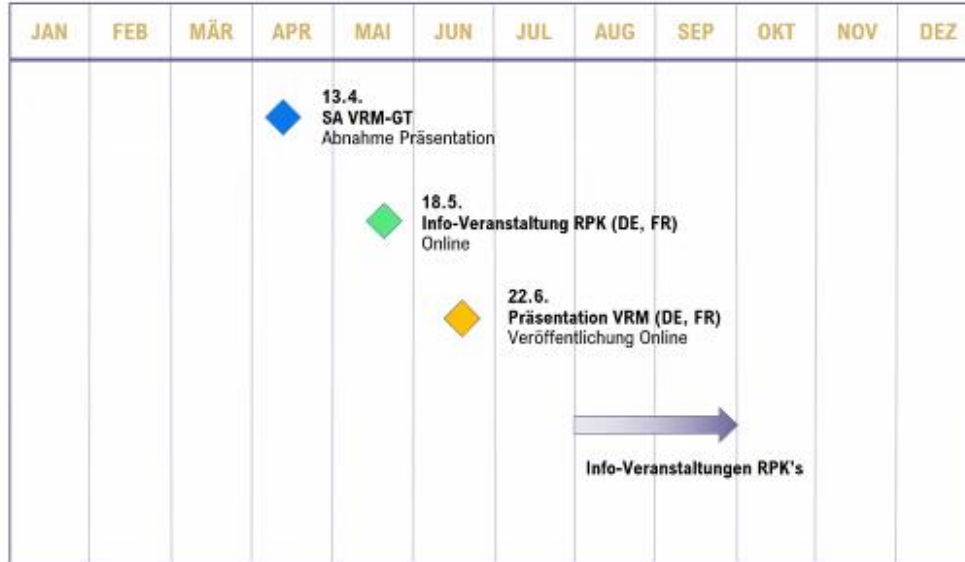 JAN FEB MÄR APR MAI JUN JUL AUG SEP OKT NOV DEZ
13.4.
SA VRM-GT
Abnahme Präsentation
18.5.
Info-Veranstaltung RPK (DE, FR)
Online
22.6.
Präsentation VRM (DE, FR)
Veröffentlichung Online
Info-Veranstaltungen RPK's